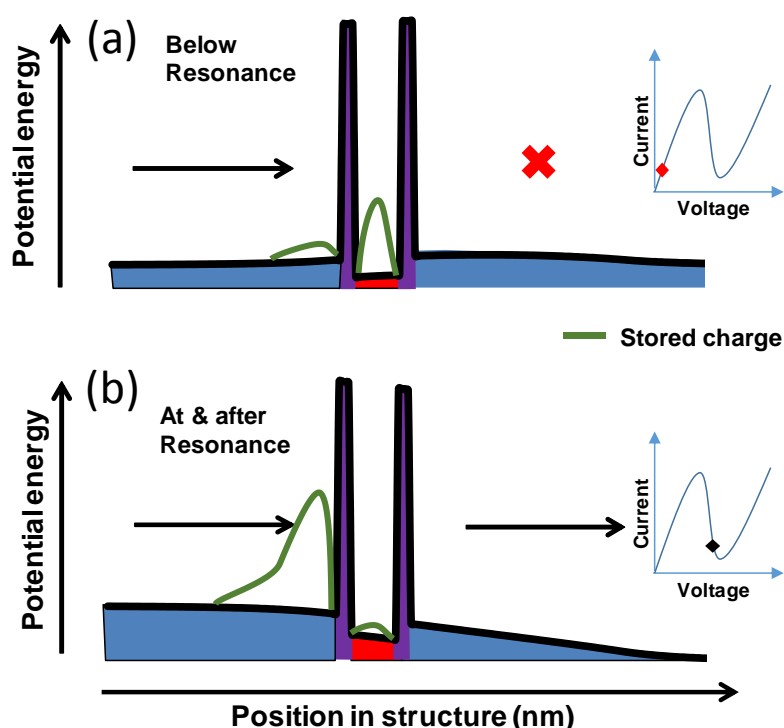 (a)
Below
Resonance
Potential energy
Current
Voltage
Stored charge
(b)
At & after
Resonance
Potential energy
Current
Voltage
Position in structure (nm)